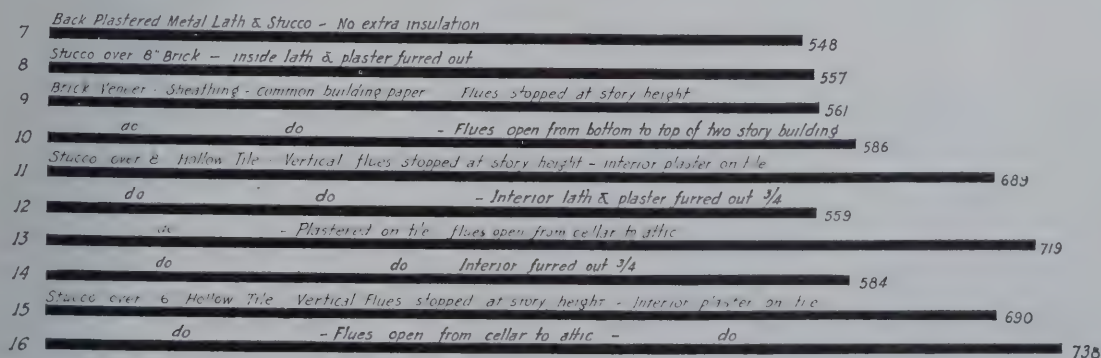 Back Plastered Metal Lath & Stucco - No extra insulation
7 548
Stucco over 8" Brick - inside lath & plaster furred out
8 557
Brick Veneer - Sheathing - common building paper Flues stopped at story height
9 561
do do - Flues open from bottom to top of two story building
10 586
Stucco over 8 Hollow Tile - Vertical flues stopped at story height - interior plaster on tile
11 689
do do - Interior lath & plaster furred out 3/4
12 559
do - Plastered on tile flues open from cellar to attic
13 719
do do Interior furred out 3/4
14 584
Stucco over 6 Hollow Tile Vertical Flues stopped at story height - Interior plaster on tile
15 690
do - Flues open from cellar to attic - do
16 738